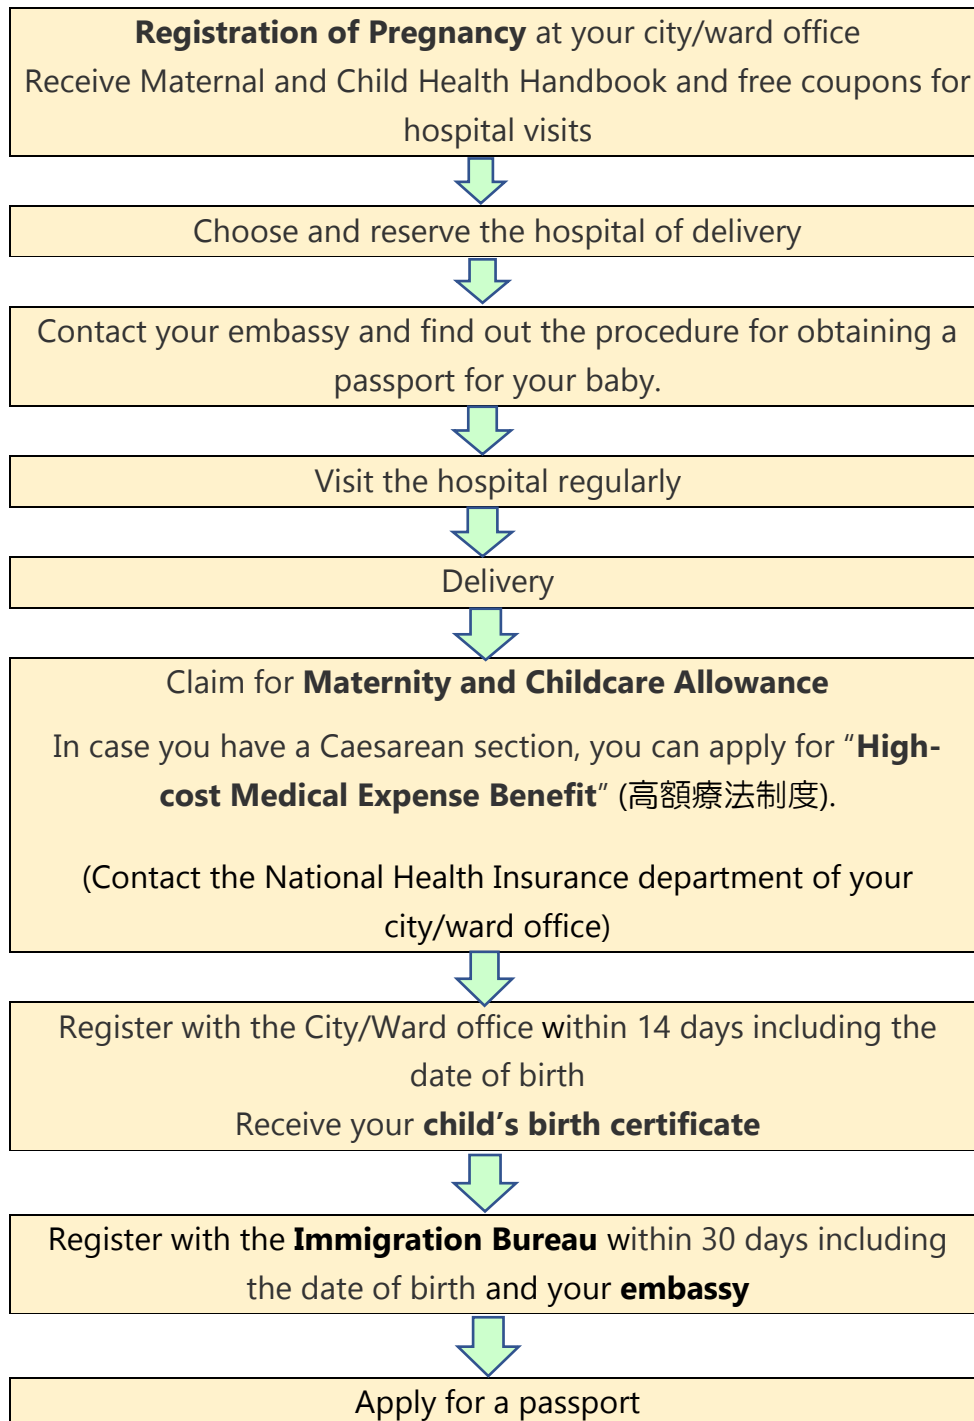 Registration of Pregnancy at your city/ward office
Receive Maternal and Child Health Handbook and free coupons for
hospital visits
Choose and reserve the hospital of delivery
Contact your embassy and find out the procedure for obtaining a
passport for your baby.
Visit the hospital regularly
Delivery
Claim for Maternity and Childcare Allowance
In case you have a Caesarean section, you can apply for “High-
cost Medical Expense Benefit” (高額療法制度).
(Contact the National Health Insurance department of your
city/ward office)
Register with the City/Ward office within 14 days including the
date of birth
Receive your child’s birth certificate
Register with the Immigration Bureau within 30 days including
the date of birth and your embassy
Apply for a passport